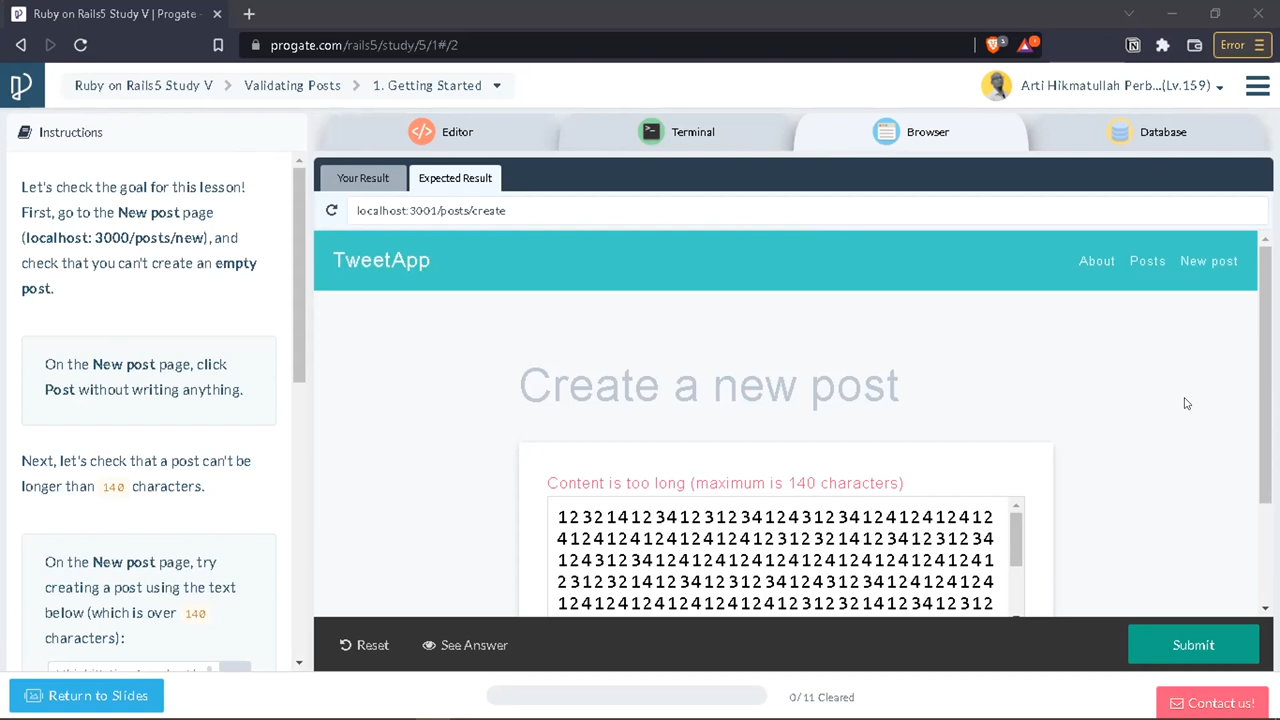 Ruby on Rails5 Study V | Progate
progate.com/rails5/study/5/1#/2
Error
Ruby on Rails5 Study V
Validating Posts
1. Getting Started
Arti Hikmatullah Perb...(Lv.159)
Instructions
Editor
Terminal
Browser
Database
Let's check the goal for this lesson!
First, go to the New post page
(localhost: 3000/posts/new), and
check that you can't create an empty
post.
On the New post page, click
Post without writing anything.
Next, let's check that a post can't be
longer than 140 characters.
On the New post page, try
creating a post using the text
below (which is over 140
characters):
Your Result
Expected Result
localhost:3001/posts/create
TweetApp
About
Posts
New post
Create a new post
Content is too long (maximum is 140 characters)
12321412341231234124312341241241241 2
412412412412412412312321412341231234
124312341241241241241241241241241241
231232141234123123412431234124124124
124124124124124124123123214123412312
Reset
See Answer
Submit
Return to Slides
0/11 Cleared
Contact us!